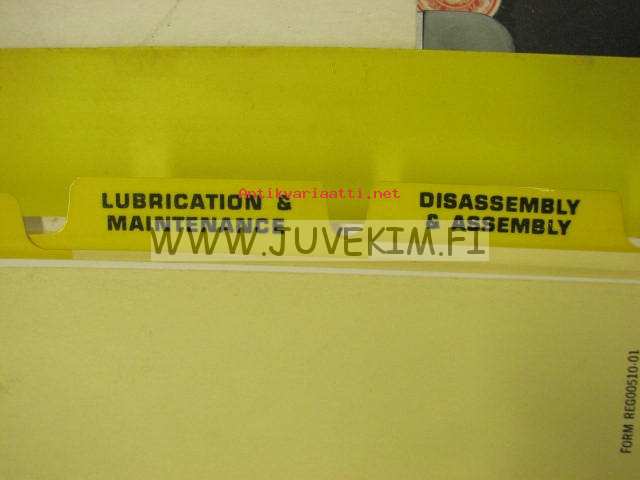 LUBRICATION &
MAINTENANCE
DISASSEMBLY
& ASSEMBLY
Antikvariaatti.net
WWW.JUVEKIM.FI
FORM REG00510-01